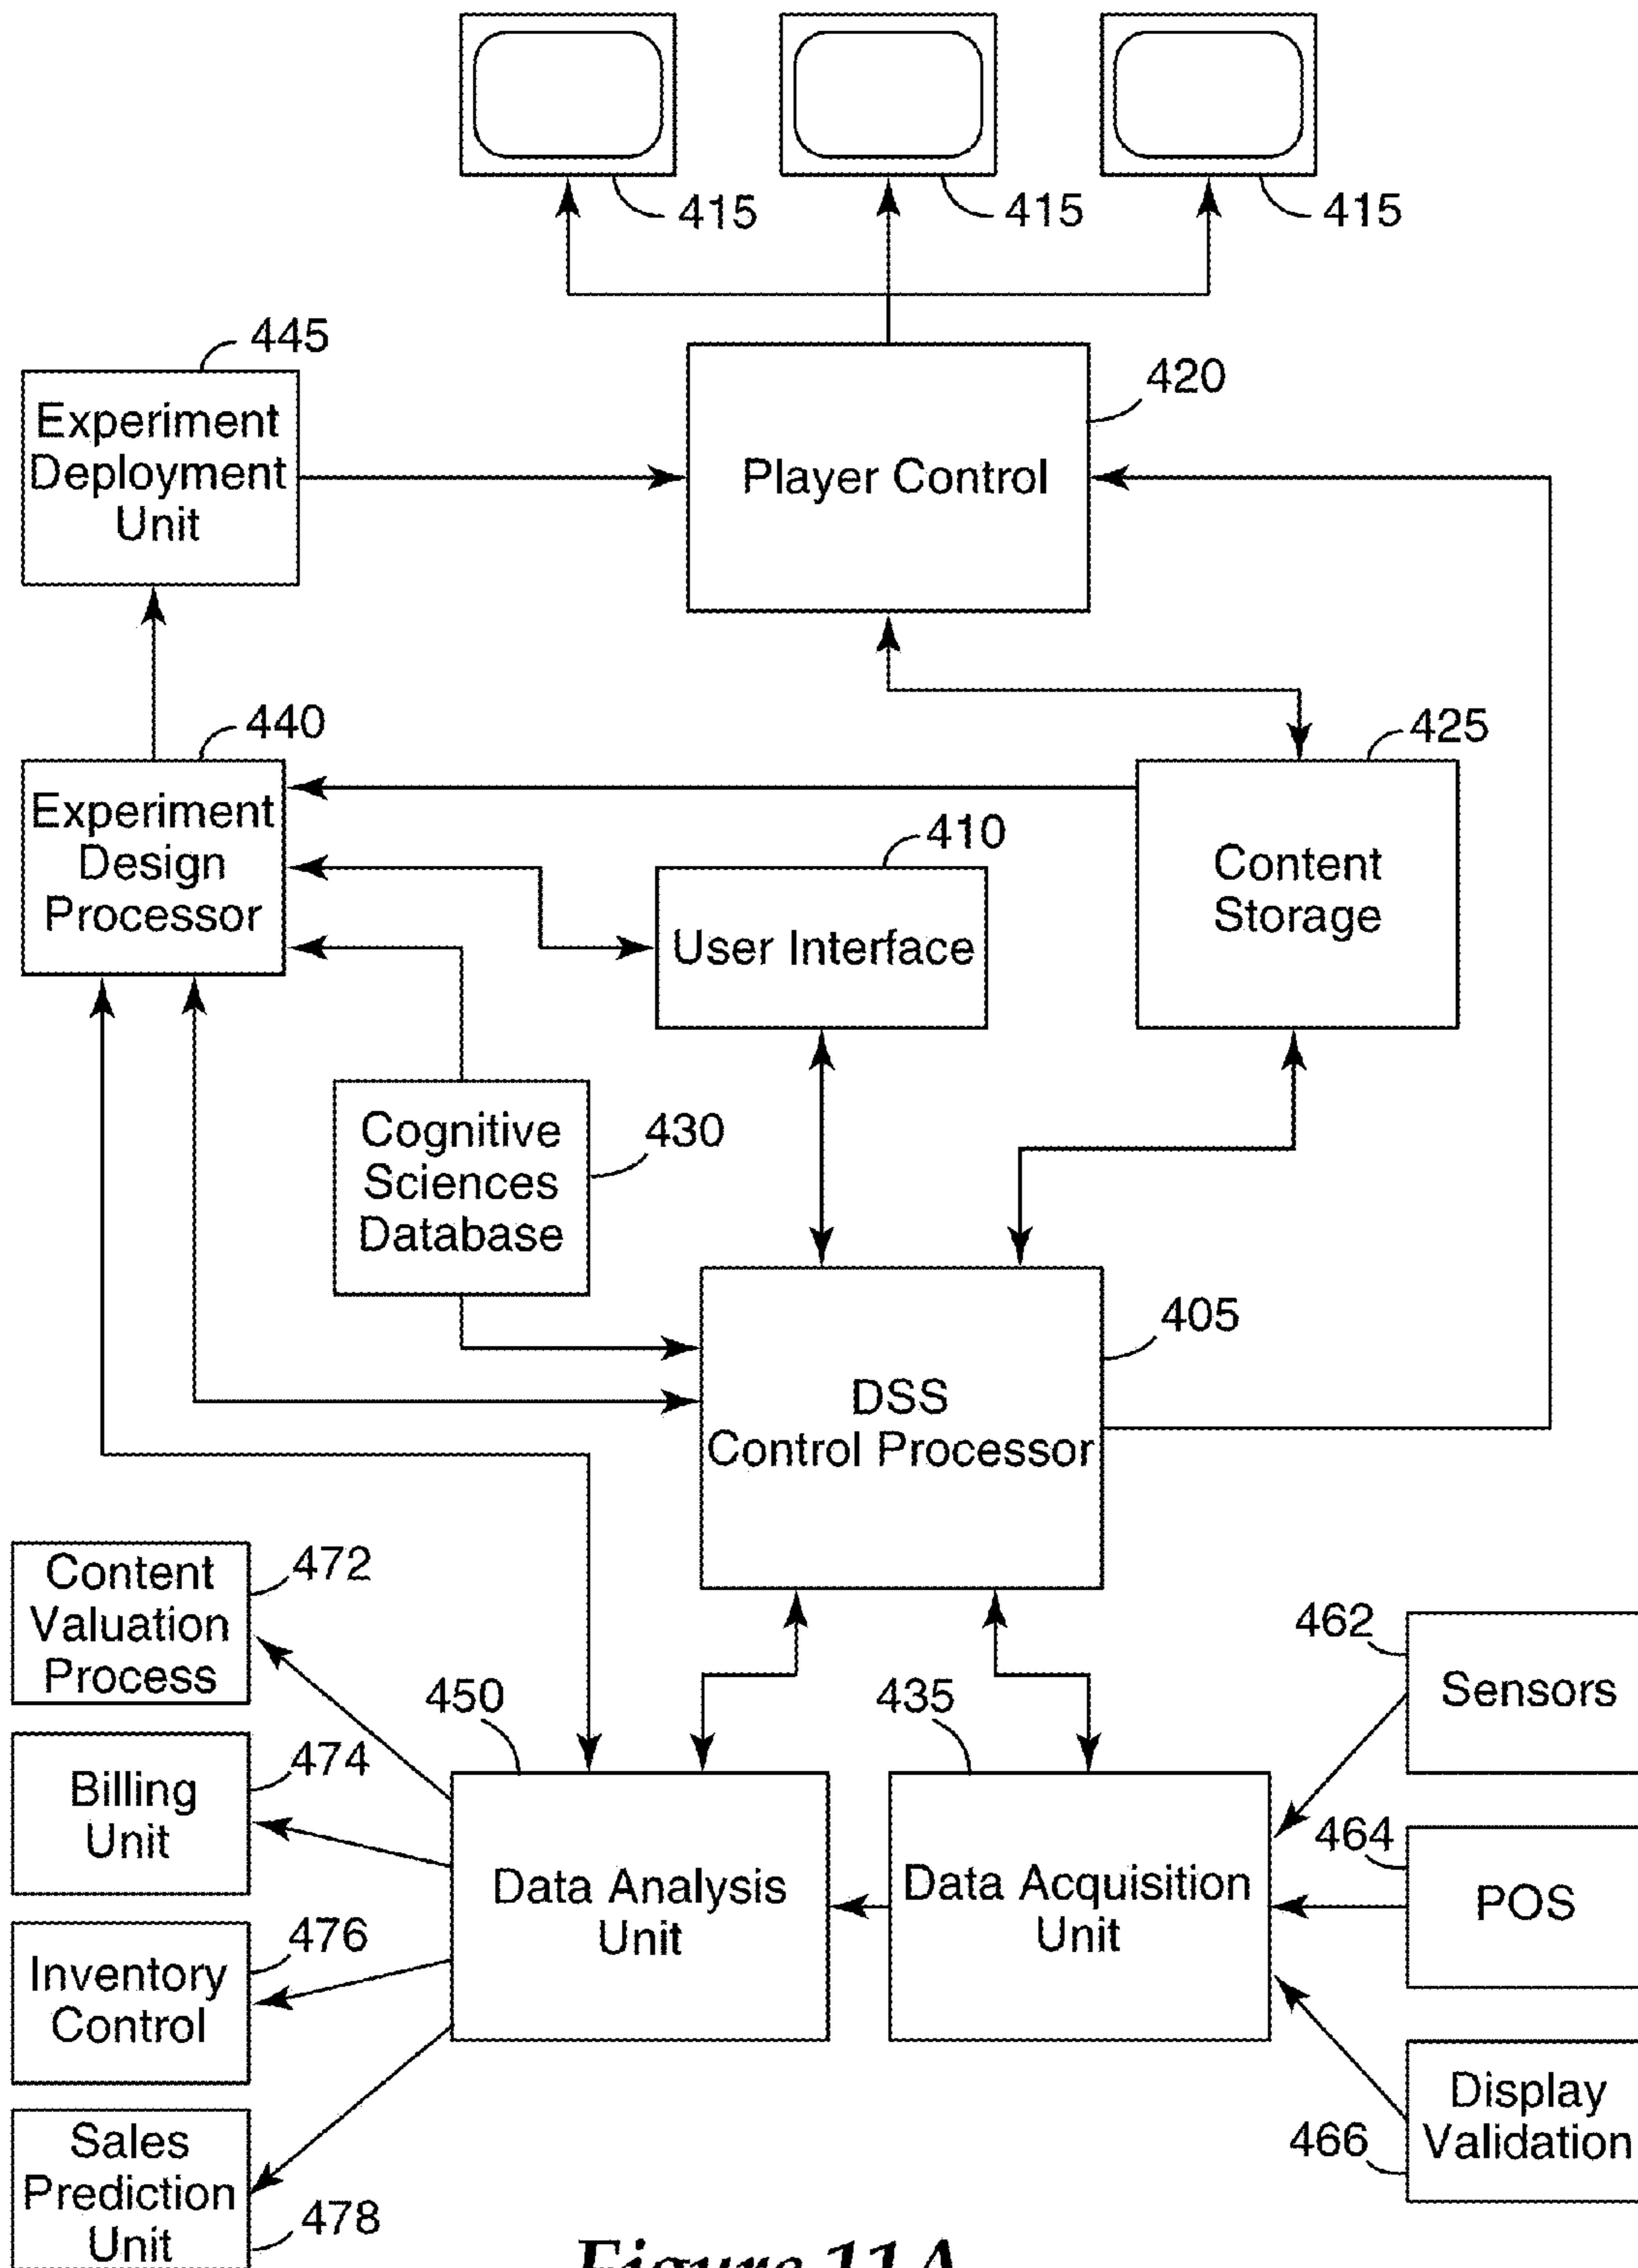 415
415
415
445
Experiment
Deployment
Unit
420
Player Control
440
Experiment
Design
Processor
425
Content
Storage
410
User Interface
Cognitive
Sciences
Database
430
405
DSS
Control Processor
Content
Valuation
Process
472
462
Sensors
450
435
Billing
Unit
474
464
POS
Data Analysis
Unit
Data Acquisition
Unit
Inventory
Control
476
Display
Validation
466
Sales
Prediction
Unit
478
Figure 11A